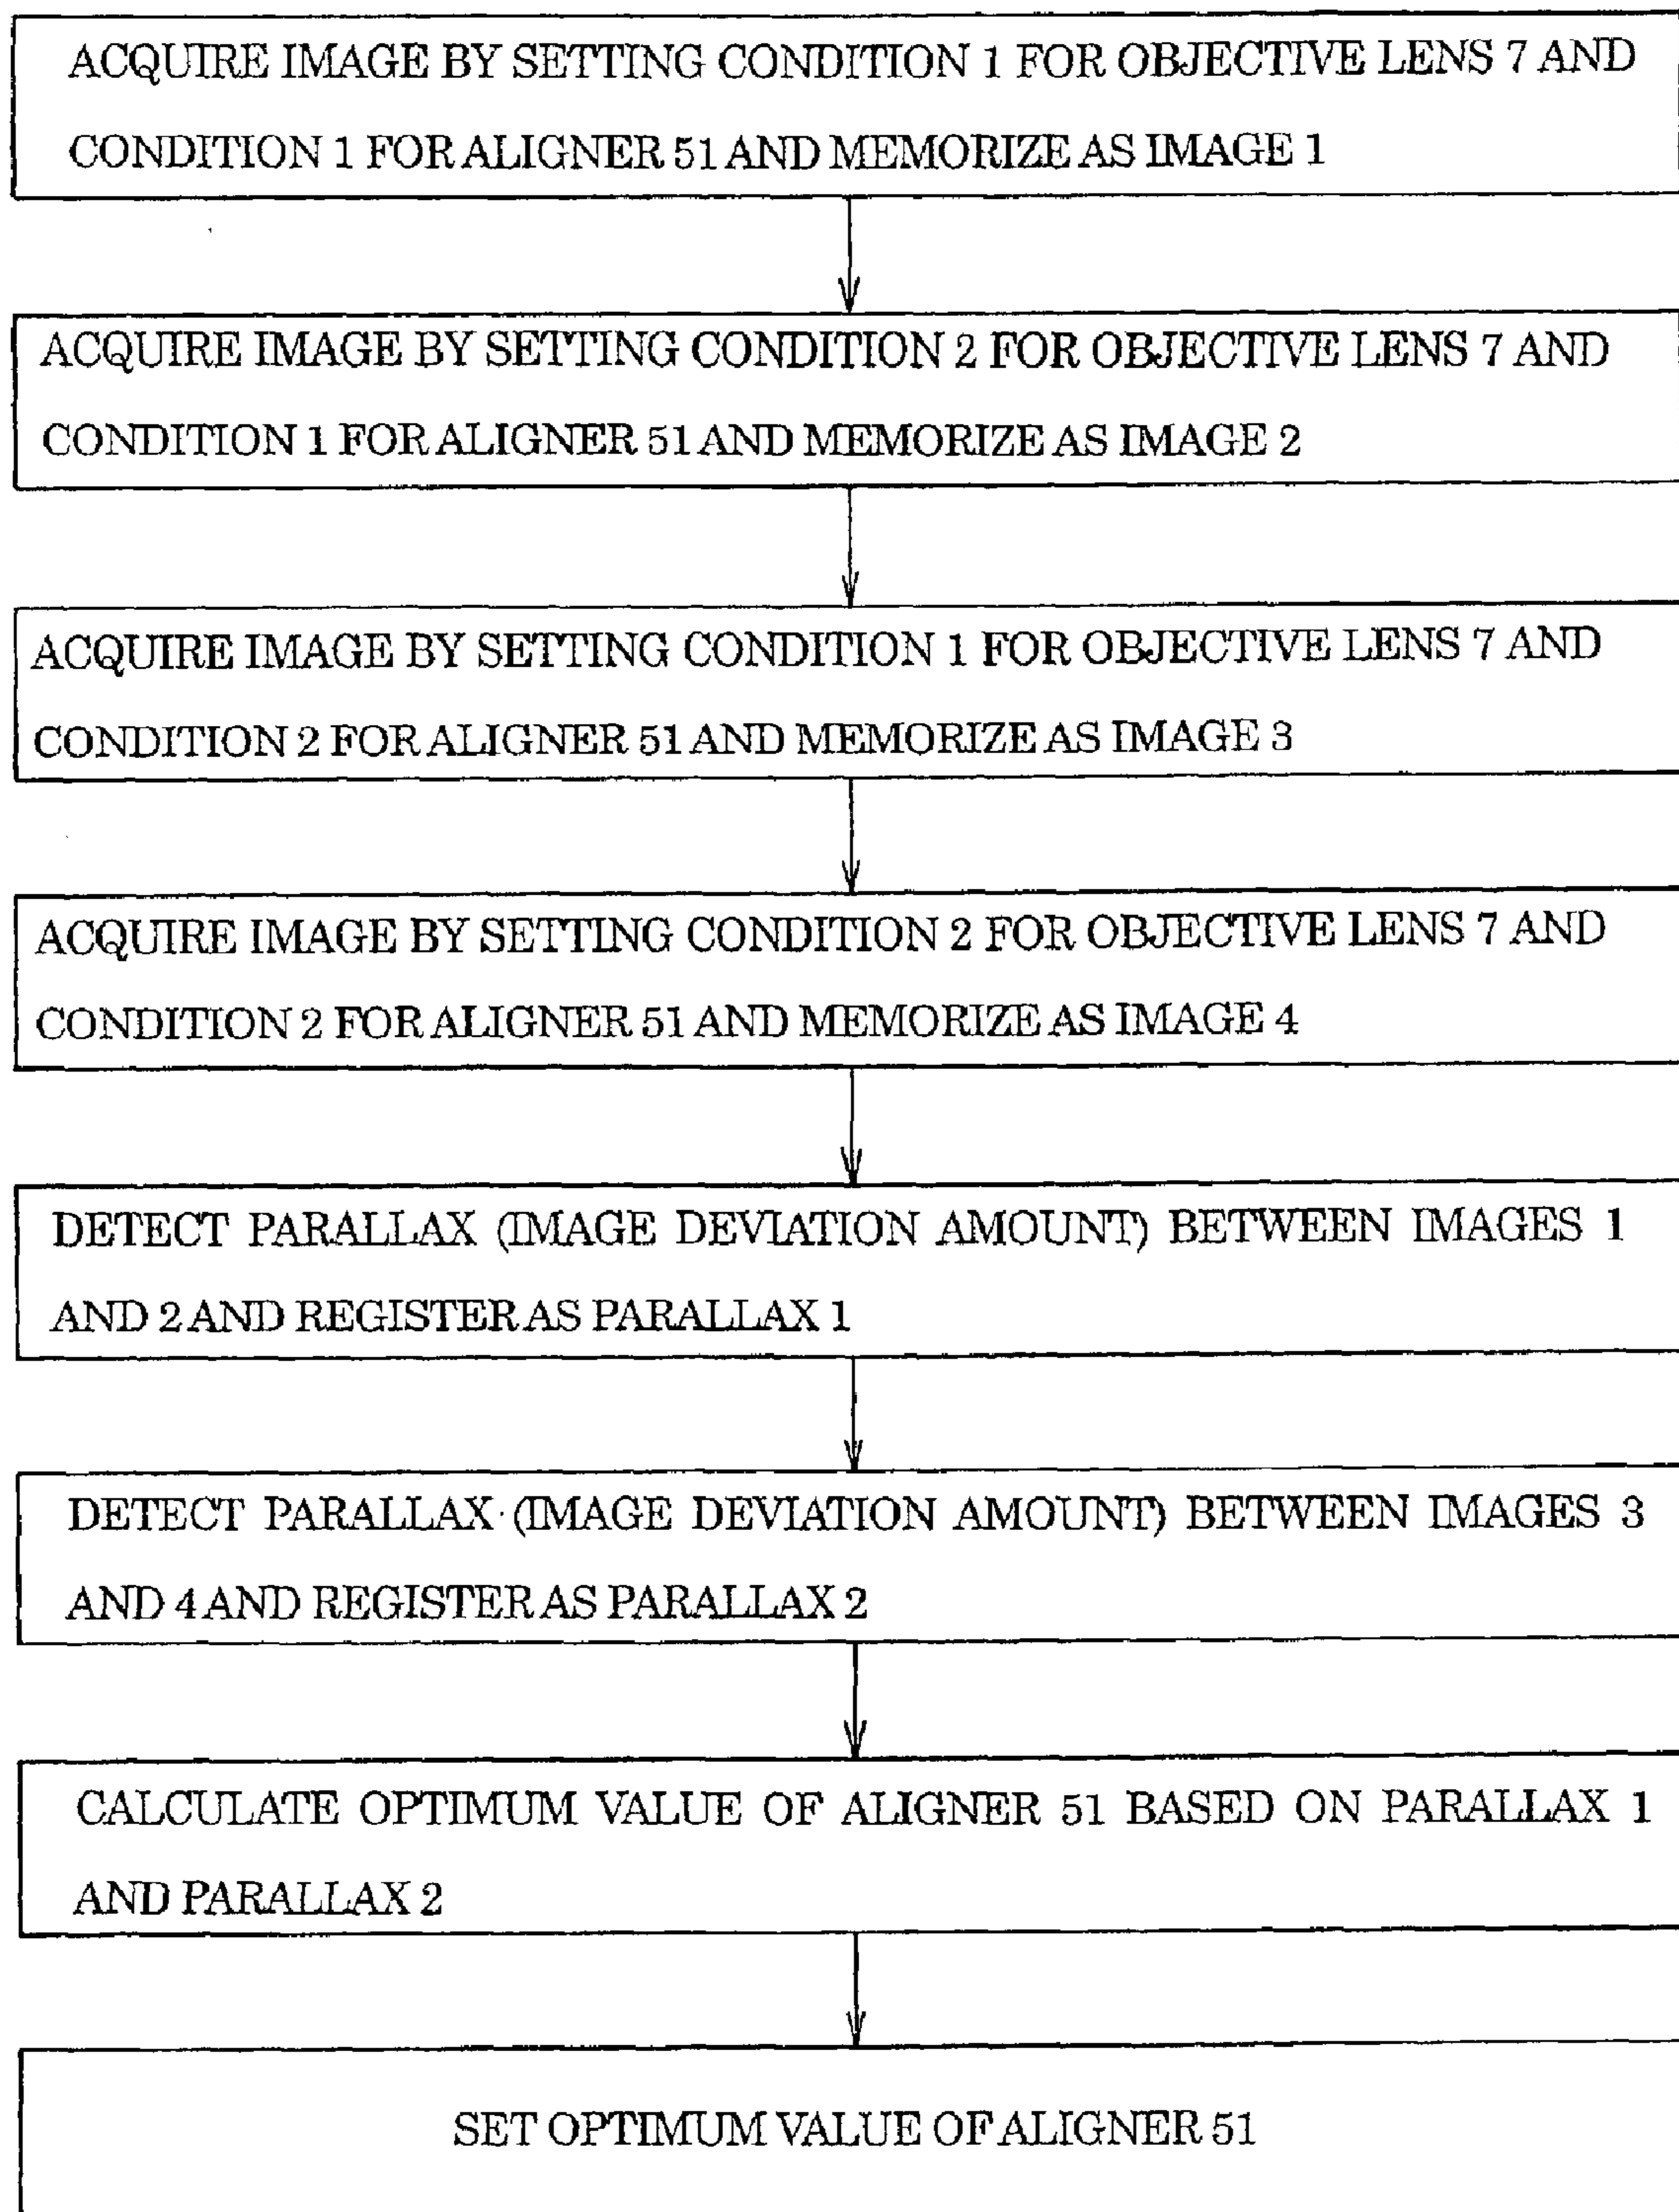 ACQUIRE IMAGE BY SETTING CONDITION 1 FOR OBJECTIVE LENS 7 AND
CONDITION 1 FOR ALIGNER 51 AND MEMORIZE AS IMAGE 1
ACQUIRE IMAGE BY SETTING CONDITION 2 FOR OBJECTIVE LENS 7 AND
CONDITION 1 FOR ALIGNER 51 AND MEMORIZE AS IMAGE 2
ACQUIRE IMAGE BY SETTING CONDITION 1 FOR OBJECTIVE LENS 7 AND
CONDITION 2 FOR ALIGNER 51 AND MEMORIZE AS IMAGE 3
ACQUIRE IMAGE BY SETTING CONDITION 2 FOR OBJECTIVE LENS 7 AND
CONDITION 2 FOR ALIGNER 51 AND MEMORIZE AS IMAGE 4
DETECT PARALLAX (IMAGE DEVIATION AMOUNT) BETWEEN IMAGES 1
AND 2 AND REGISTER AS PARALLAX 1
DETECT PARALLAX (IMAGE DEVIATION AMOUNT) BETWEEN IMAGES 3
AND 4 AND REGISTER AS PARALLAX 2
CALCULATE OPTIMUM VALUE OF ALIGNER 51 BASED ON PARALLAX 1
AND PARALLAX 2
SET OPTIMUM VALUE OF ALIGNER 51